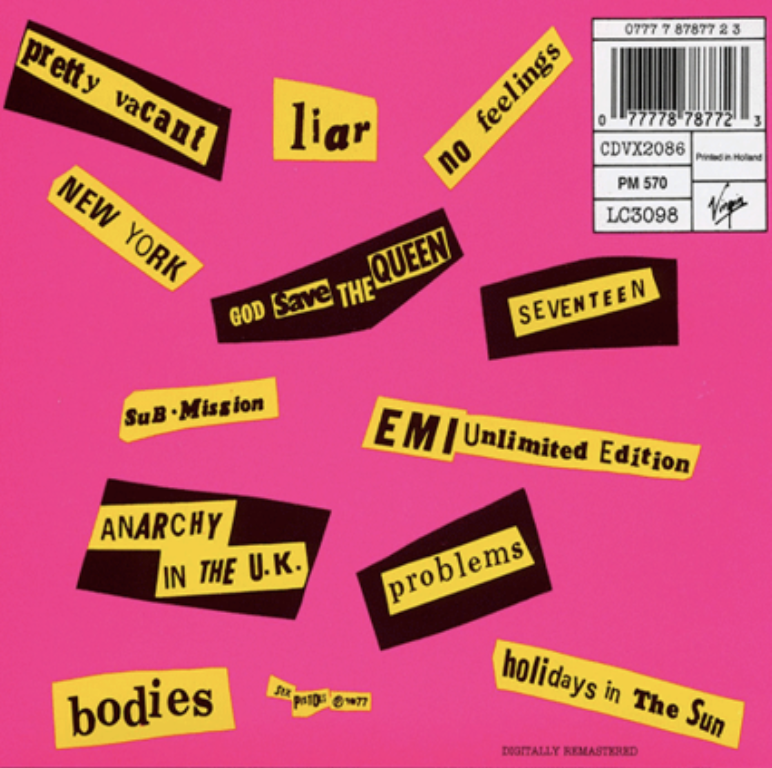 pretty vacant
liar
no feelings
0777 7 87877 2 3
0 77778 78772 3
CDVX2086
Printed in Holland
PM 570
LC3098
Virgin
NEW YORK
GOD Save THE QUEEN
SEVENTEEN
SuB·Mission
EMI Unlimited Edition
ANARCHY
IN THE U.K.
problems
bodies
SEX PISTOLS ©1977
holidays in The Sun
DIGITALLY REMASTERED